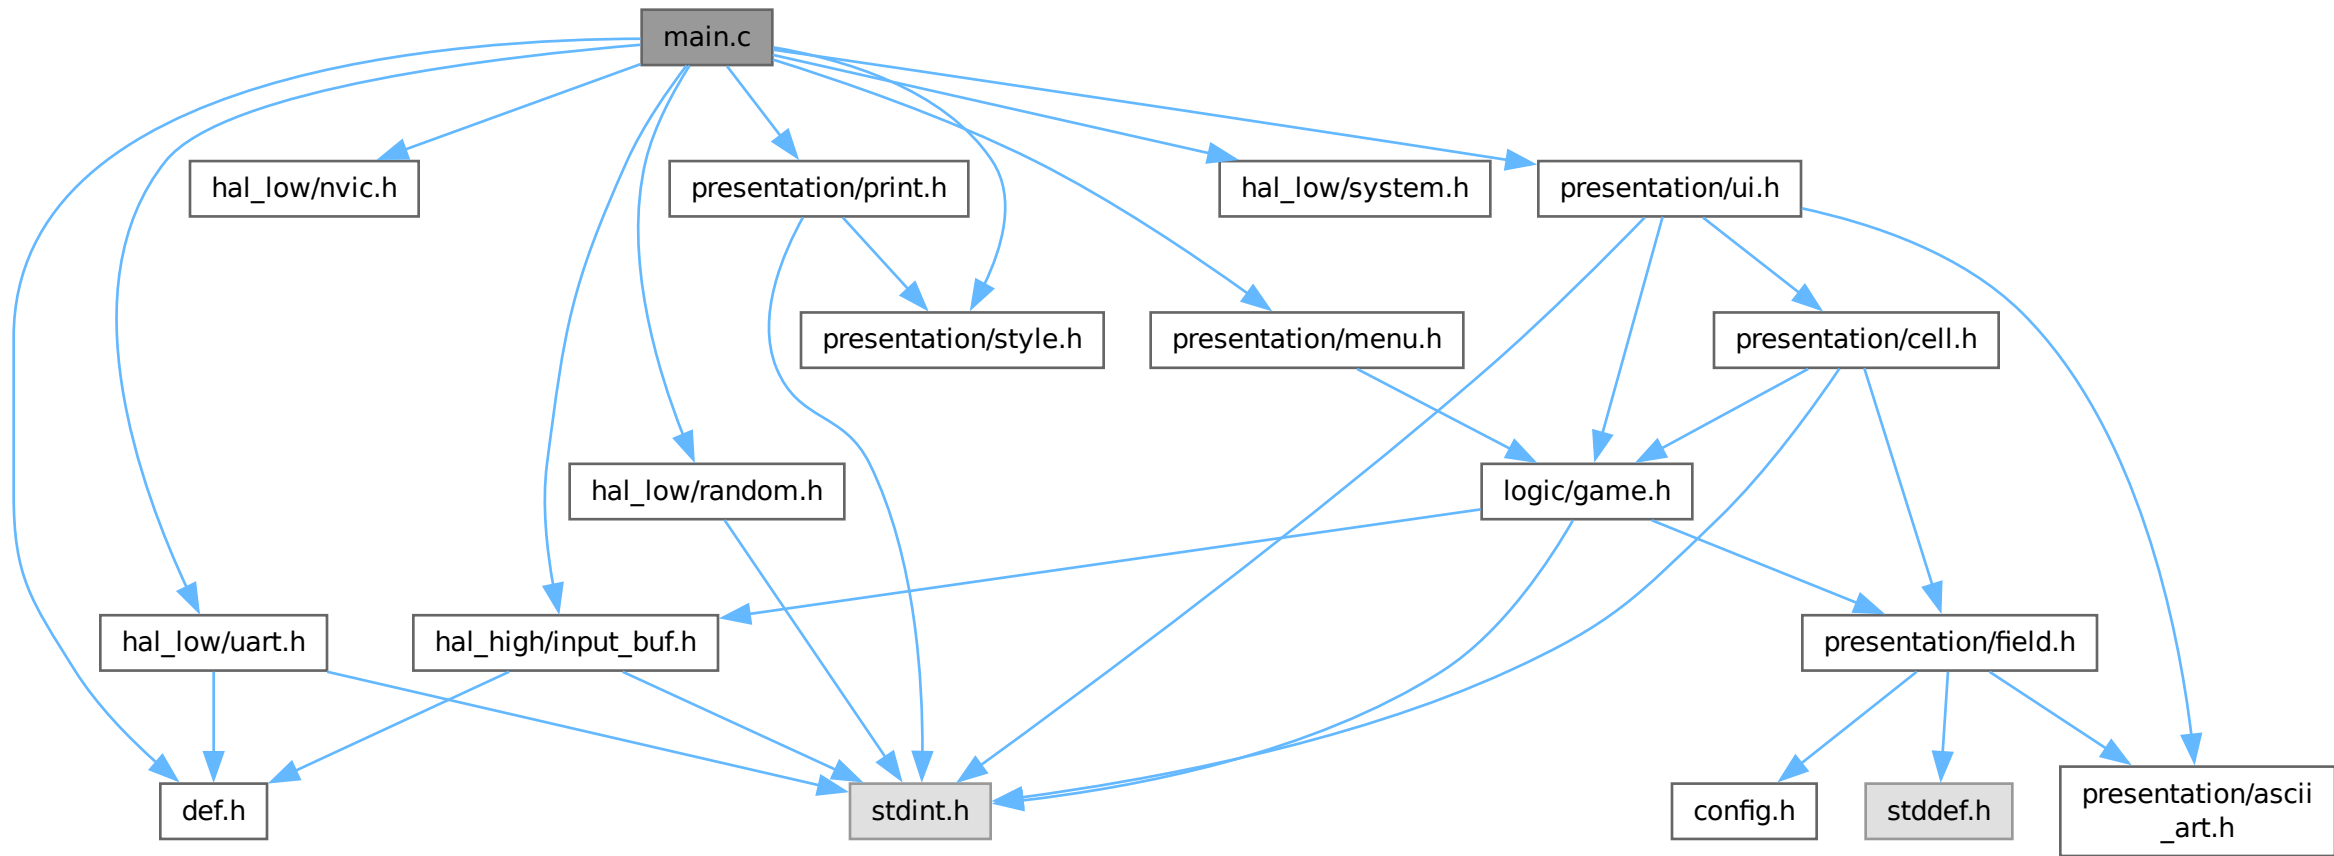 main.c
hal_low/nvic.h
presentation/print.h
hal_low/system.h
presentation/ui.h
presentation/style.h
presentation/menu.h
presentation/cell.h
hal_low/random.h
logic/game.h
hal_low/uart.h
hal_high/input_buf.h
presentation/field.h
def.h
stdint.h
config.h
stddef.h
presentation/ascii
_art.h